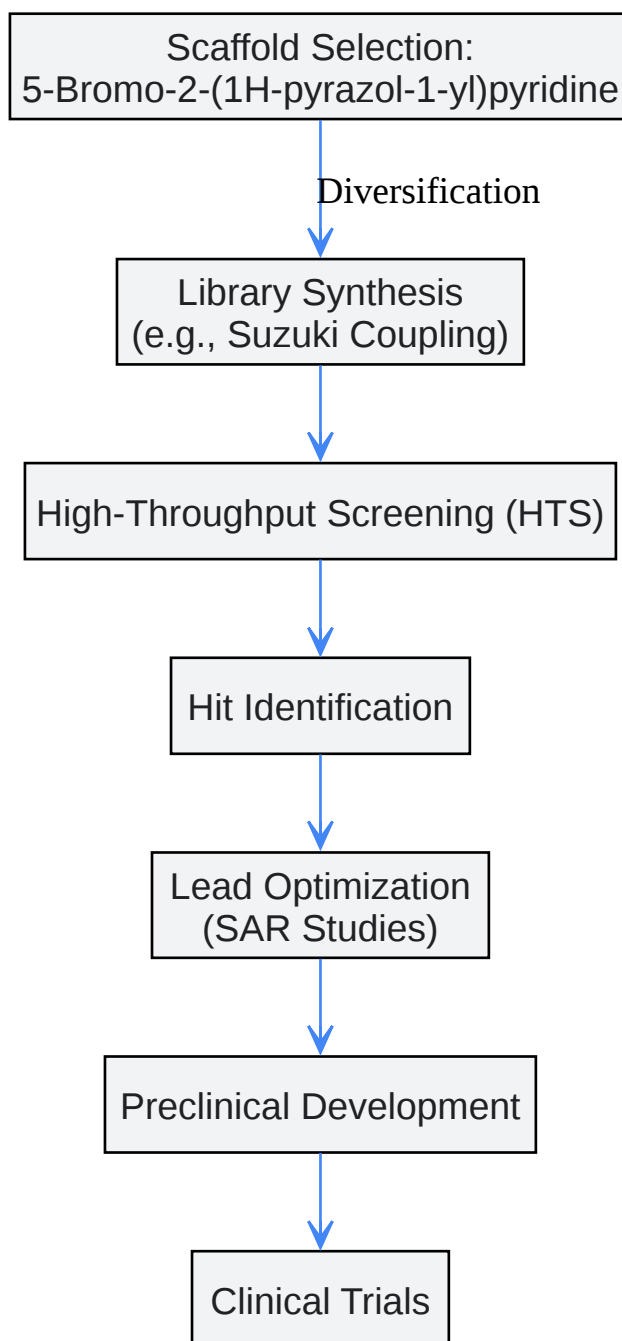 Scaffold Selection:
5-Bromo-2-(1H-pyrazol-1-yl)pyridine
Diversification
Library Synthesis
(e.g., Suzuki Coupling)
High-Throughput Screening (HTS)
Hit Identification
Lead Optimization
(SAR Studies)
Preclinical Development
Clinical Trials